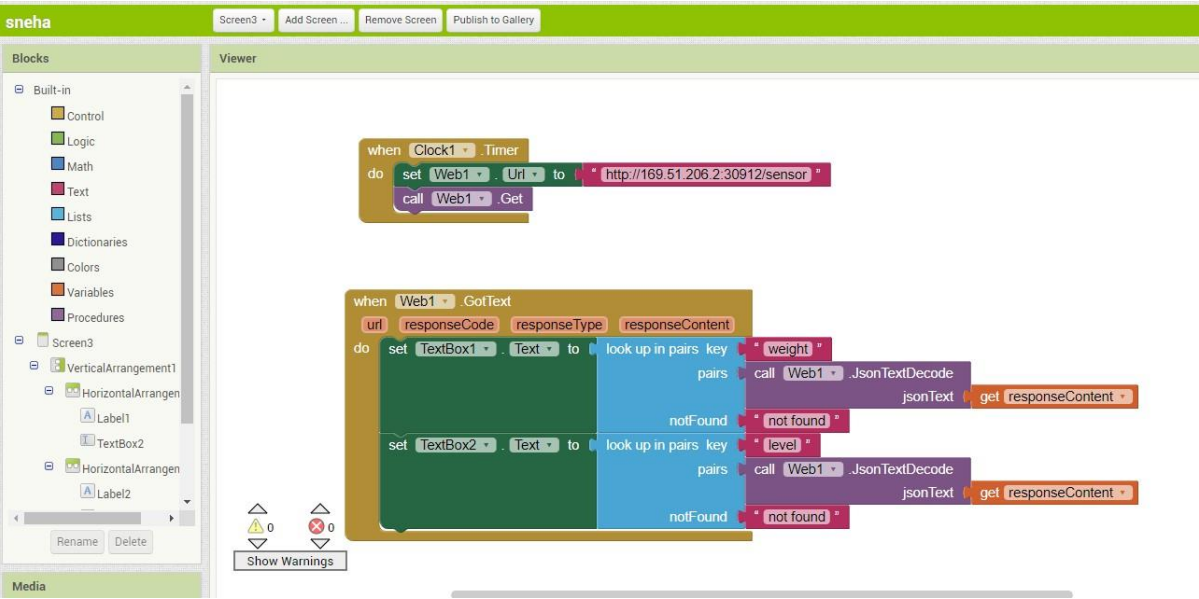 sneha Screen3 Add Screen ... Remove Screen Publish to Gallery
Blocks
Built-in
Control
Logic
Math
Text
Lists
Dictionaries
Colors
Variables
Procedures
Screen3
VerticalArrangement1
HorizontalArrangen
Label1
TextBox2
HorizontalArrangen
Label2
Rename Delete
Media
Viewer
when Clock1 .Timer
do set Web1 . Url to " http://169.51.206.2:30912/sensor "
call Web1 .Get
when Web1 .GotText
url responseCode responseType responseContent
do set TextBox1 . Text to look up in pairs key " weight "
pairs call Web1 .JsonTextDecode
jsonText get responseContent
notFound " not found "
set TextBox2 . Text to look up in pairs key " level "
pairs call Web1 .JsonTextDecode
jsonText get responseContent
notFound " not found "
0 0
Show Warnings